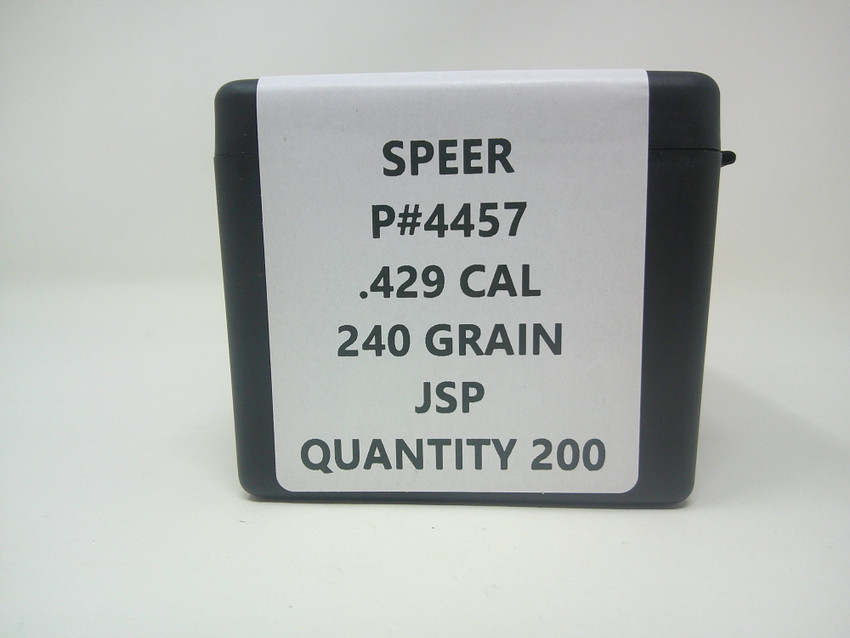 SPEER
P#4457
.429 CAL
240 GRAIN
JSP
QUANTITY 200